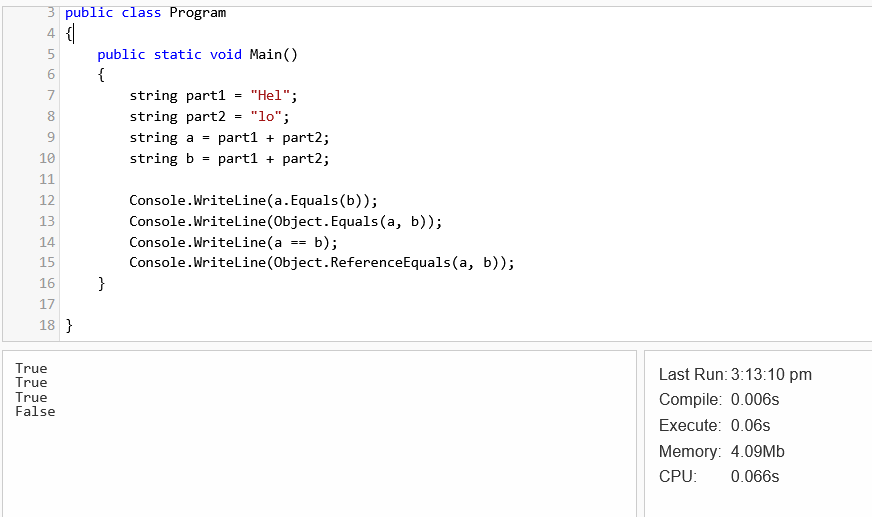 3 public class Program
4 {
5     public static void Main()
6     {
7         string part1 = "Hel";
8         string part2 = "lo";
9         string a = part1 + part2;
10         string b = part1 + part2;
11
12         Console.WriteLine(a.Equals(b));
13         Console.WriteLine(Object.Equals(a, b));
14         Console.WriteLine(a == b);
15         Console.WriteLine(Object.ReferenceEquals(a, b));
16     }
17
18 }
True
True
True
False
Last Run: 3:13:10 pm
Compile: 0.006s
Execute: 0.06s
Memory: 4.09Mb
CPU: 0.066s